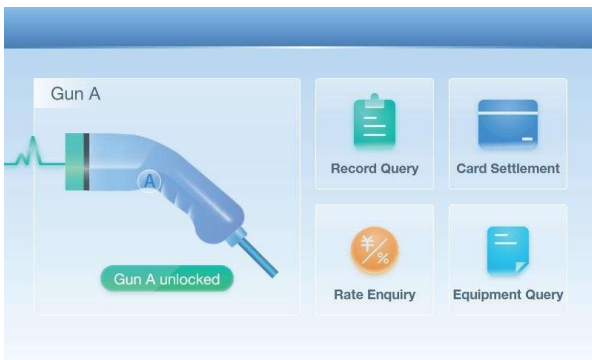 Gun A
A
Gun A unlocked
Record Query
Card Settlement
¥/%
Rate Enquiry
Equipment Query